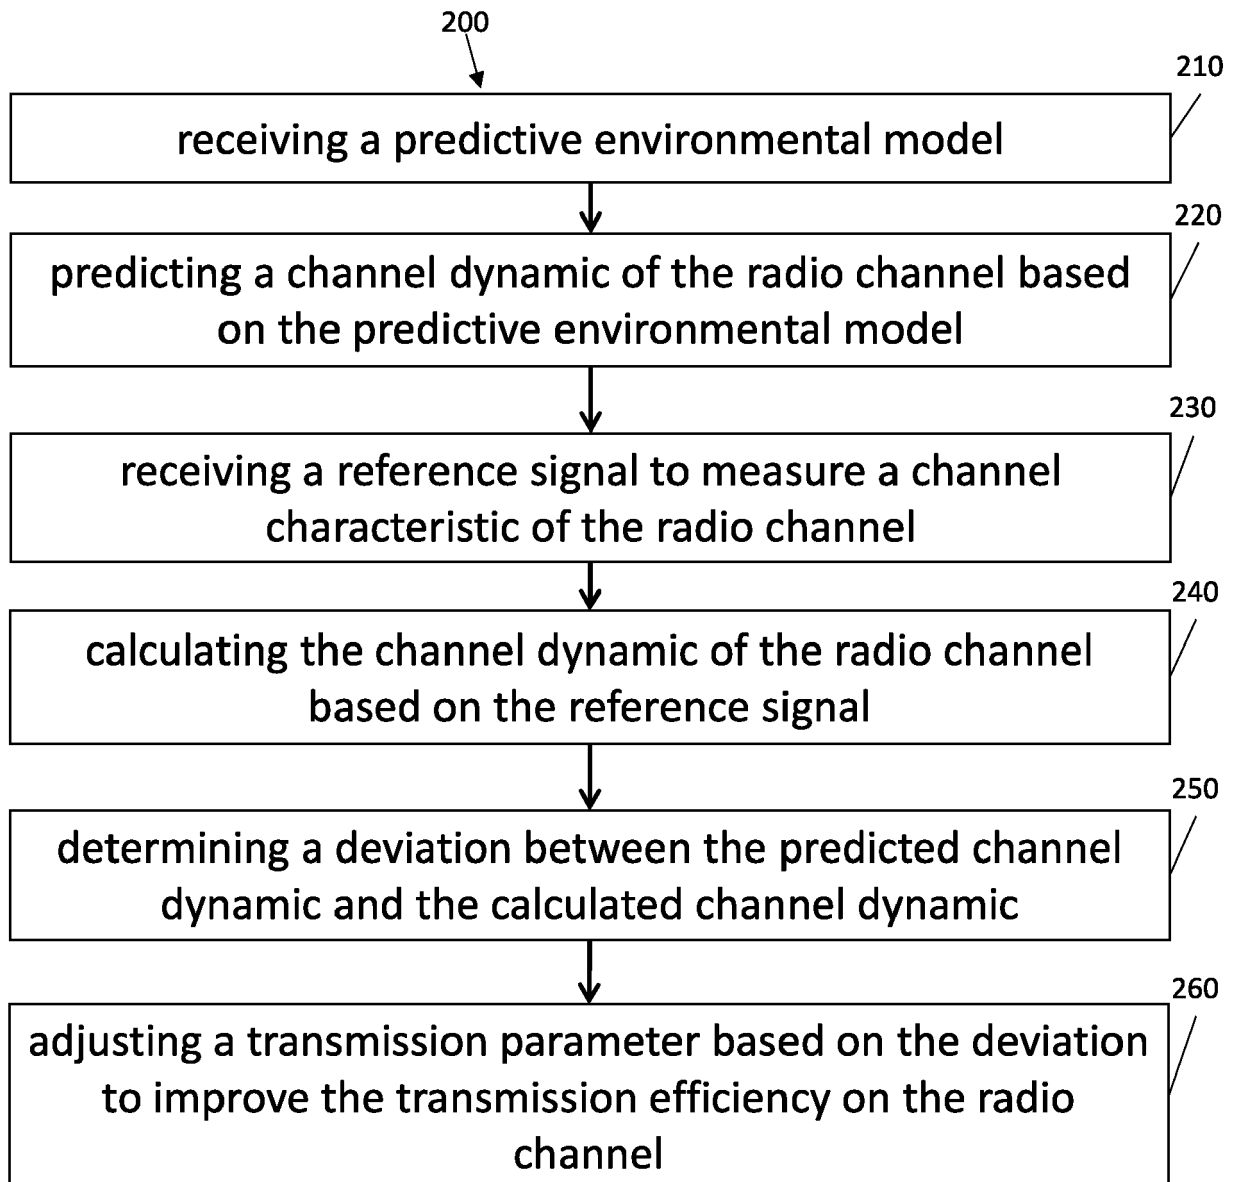 200
210
receiving a predictive environmental model
220
predicting a channel dynamic of the radio channel based
on the predictive environmental model
230
receiving a reference signal to measure a channel
characteristic of the radio channel
240
calculating the channel dynamic of the radio channel
based on the reference signal
250
determining a deviation between the predicted channel
dynamic and the calculated channel dynamic
260
adjusting a transmission parameter based on the deviation
to improve the transmission efficiency on the radio
channel